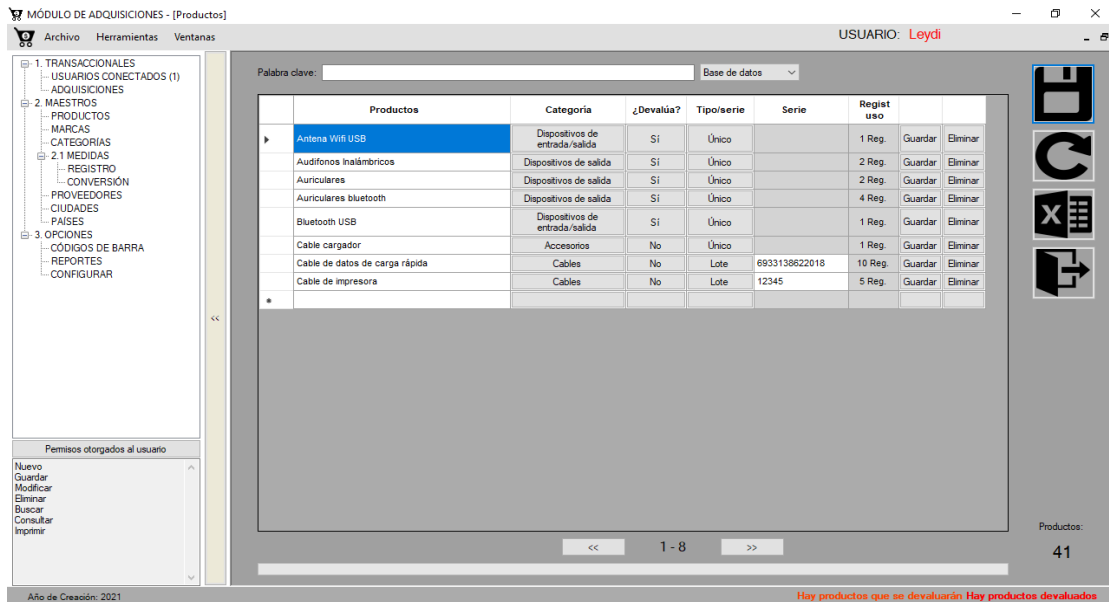 MÓDULO DE ADQUISICIONES - [Productos]
Archivo Herramientas Ventanas
USUARIO: Leydi
1. TRANSACCIONALES
USUARIOS CONECTADOS (1)
ADQUISICIONES
2. MAESTROS
PRODUCTOS
MARCAS
CATEGORÍAS
2.1 MEDIDAS
REGISTRO
CONVERSIÓN
PROVEEDORES
CIUDADES
PAÍSES
3. OPCIONES
CÓDIGOS DE BARRA
REPORTES
CONFIGURAR
Permisos otorgados al usuario
Nuevo
Guardar
Modificar
Eliminar
Buscar
Consultar
Imprimir
<<
Palabra clave: Base de datos
Productos Categoría ¿Devalúa? Tipo/serie Serie Regist uso
Antena Wifi USB Dispositivos de entrada/salida Sí Único 1 Reg. Guardar Eliminar
Audifonos Inalámbricos Dispositivos de salida Sí Único 2 Reg. Guardar Eliminar
Auriculares Dispositivos de salida Sí Único 2 Reg. Guardar Eliminar
Auriculares bluetooth Dispositivos de salida Sí Único 4 Reg. Guardar Eliminar
Bluetooth USB Dispositivos de entrada/salida Sí Único 1 Reg. Guardar Eliminar
Cable cargador Accesorios No Único 1 Reg. Guardar Eliminar
Cable de datos de carga rápida Cables No Lote 6933138622018 10 Reg. Guardar Eliminar
Cable de impresora Cables No Lote 12345 5 Reg. Guardar Eliminar
<< 1 - 8 >>
Productos:
41
Año de Creación: 2021
Hay productos que se devaluarán Hay productos devaluados